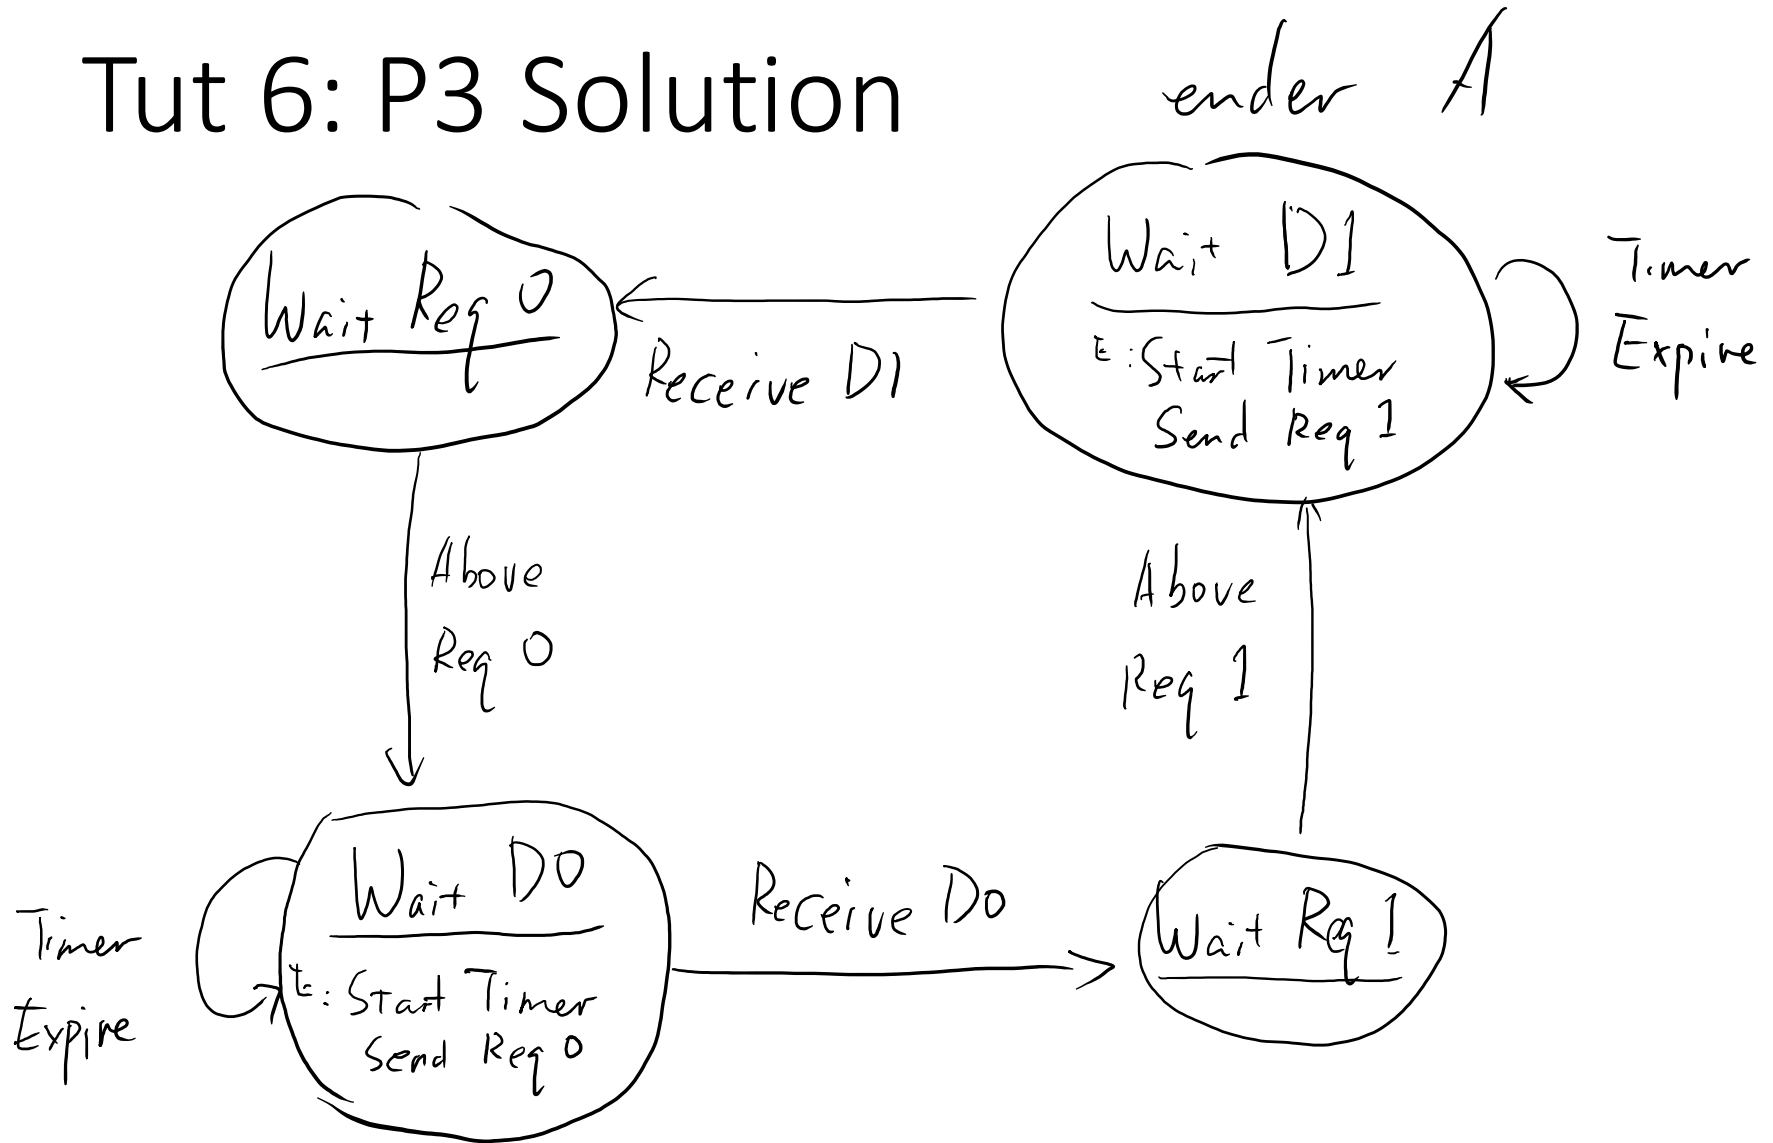 Tut 6: P3 Solution
ender A
Wait Req 0
Receive D1
Wait D1
E: Start Timer
Send Req 1
Timer
Expire
Above
Req 0
Above
Req 1
Timer
Expire
Wait D0
E: Start Timer
Send Req 0
Receive D0
Wait Req 1